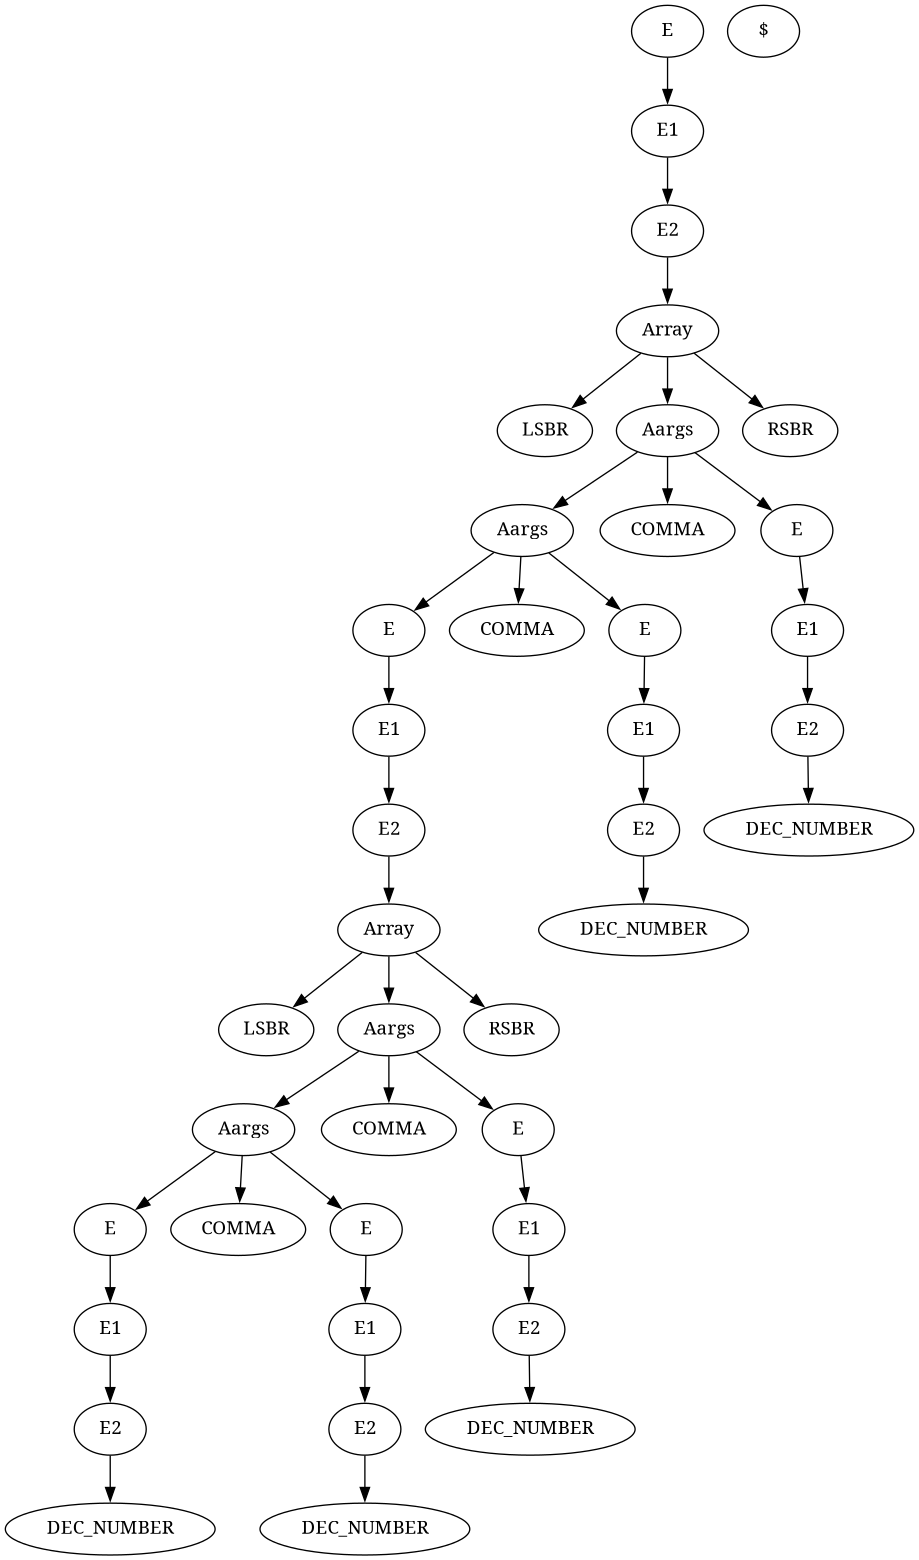 E $
E1
E2
Array
LSBR Aargs RSBR
Aargs COMMA E
E COMMA E E1
E1 E1 E2
E2 E2 DEC_NUMBER
Array DEC_NUMBER
LSBR Aargs RSBR
Aargs COMMA E
E COMMA E E1
E1 E1 E2
E2 E2 DEC_NUMBER
DEC_NUMBER DEC_NUMBER